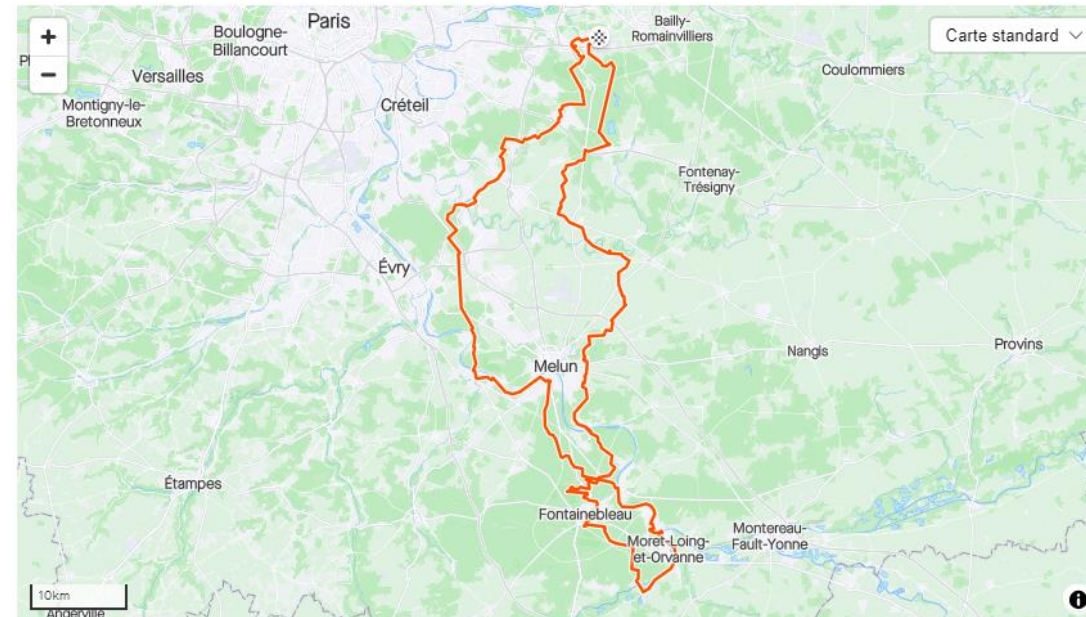 +
−
Paris
Bailly-
Romainvilliers
Carte standard
Boulogne-
Billancourt
Versailles
Coulommiers
Créteil
Montigny-le-
Bretonneux
Fontenay-
Trésigny
Évry
Melun
Nangis
Provins
Étampes
Fontainebleau
Moret-Loing-
et-Orvanne
Montereau-
Fault-Yonne
10km
Angerville